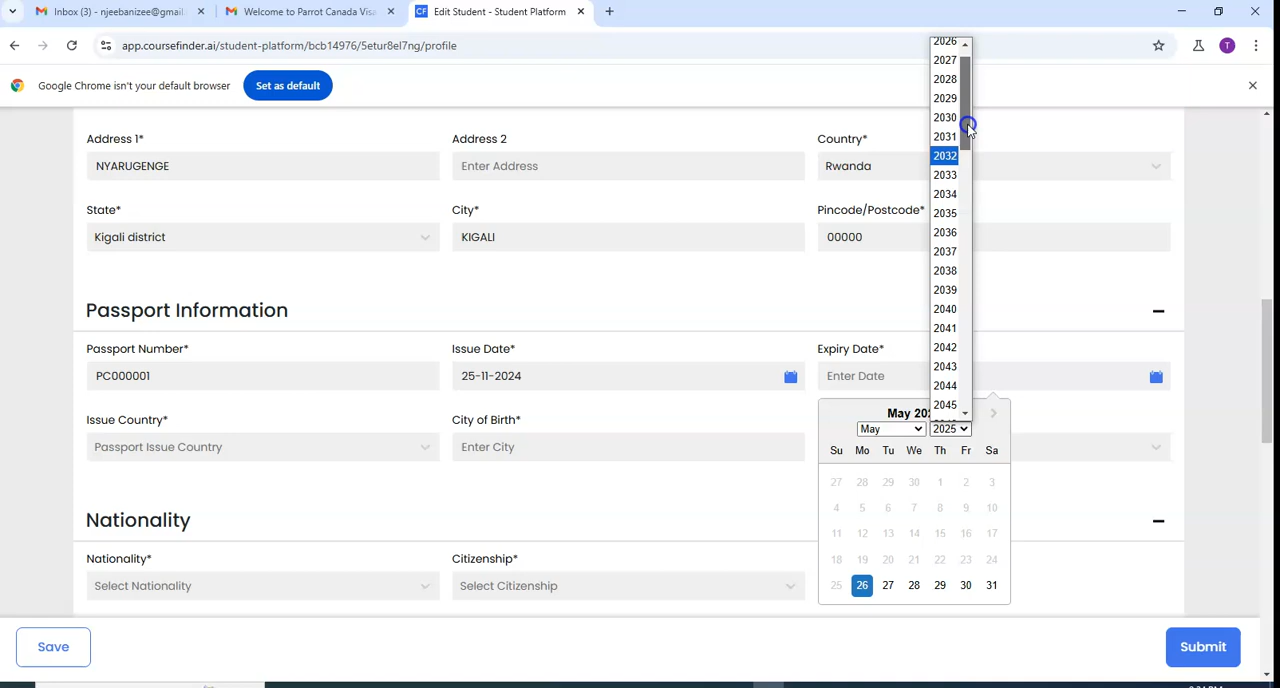 Inbox (3) - njeebanizee@gmail.
Welcome to Parrot Canada Visa
Edit Student - Student Platform
app.coursefinder.ai/student-platform/bcb14976/5etur8el7ng/profile
T
Google Chrome isn't your default browser
Set as default
Address 1*
Address 2
Country*
NYARUGENGE
Enter Address
Rwanda
State*
City*
Pincode/Postcode*
Kigali district
KIGALI
00000
Passport Information
Passport Number*
Issue Date*
Expiry Date*
PC000001
25-11-2024
Enter Date
Issue Country*
City of Birth*
Passport Issue Country
Enter City
Nationality
Nationality*
Citizenship*
Select Nationality
Select Citizenship
2026
2027
2028
2029
2030
2031
2032
2033
2034
2035
2036
2037
2038
2039
2040
2041
2042
2043
2044
2045
May 202
May 2025
Su Mo Tu We Th Fr Sa
27 28 29 30 1 2 3
4 5 6 7 8 9 10
11 12 13 14 15 16 17
18 19 20 21 22 23 24
25 26 27 28 29 30 31
Save
Submit